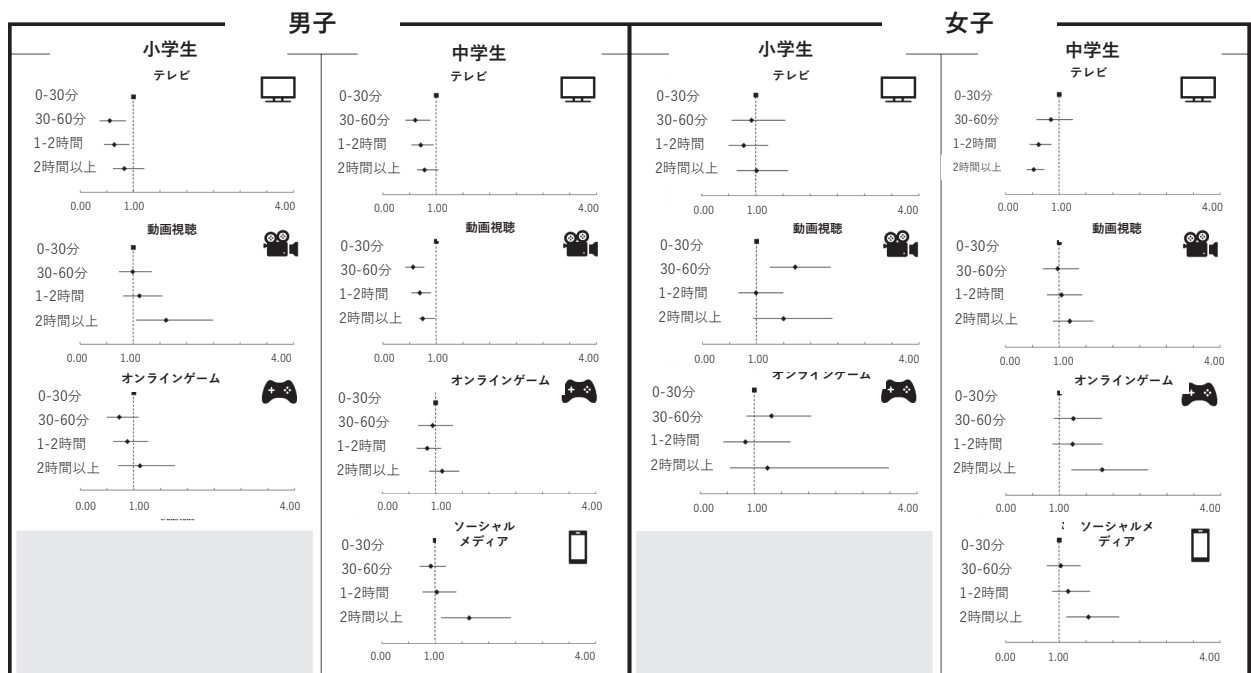 男子
小学生
テレビ
0-30分
30-60分
1-2時間
2時間以上
0.00 1.00 4.00
動画視聴
0-30分
30-60分
1-2時間
2時間以上
0.00 1.00 4.00
オンラインゲーム
0-30分
30-60分
1-2時間
2時間以上
0.00 1.00 4.00
中学生
テレビ
0-30分
30-60分
1-2時間
2時間以上
0.00 1.00 4.00
動画視聴
0-30分
30-60分
1-2時間
2時間以上
0.00 1.00 4.00
オンラインゲーム
0-30分
30-60分
1-2時間
2時間以上
0.00 1.00 4.00
ソーシャル
メディア
0-30分
30-60分
1-2時間
2時間以上
0.00 1.00 4.00
女子
小学生
テレビ
0-30分
30-60分
1-2時間
2時間以上
0.00 1.00 4.00
動画視聴
0-30分
30-60分
1-2時間
2時間以上
0.00 1.00 4.00
オンラインゲーム
0-30分
30-60分
1-2時間
2時間以上
0.00 1.00 4.00
中学生
テレビ
0-30分
30-60分
1-2時間
2時間以上
0.00 1.00 4.00
動画視聴
0-30分
30-60分
1-2時間
2時間以上
0.00 1.00 4.00
オンラインゲーム
0-30分
30-60分
1-2時間
2時間以上
0.00 1.00 4.00
ソーシャルメ
ディア
0-30分
30-60分
1-2時間
2時間以上
0.00 1.00 4.00